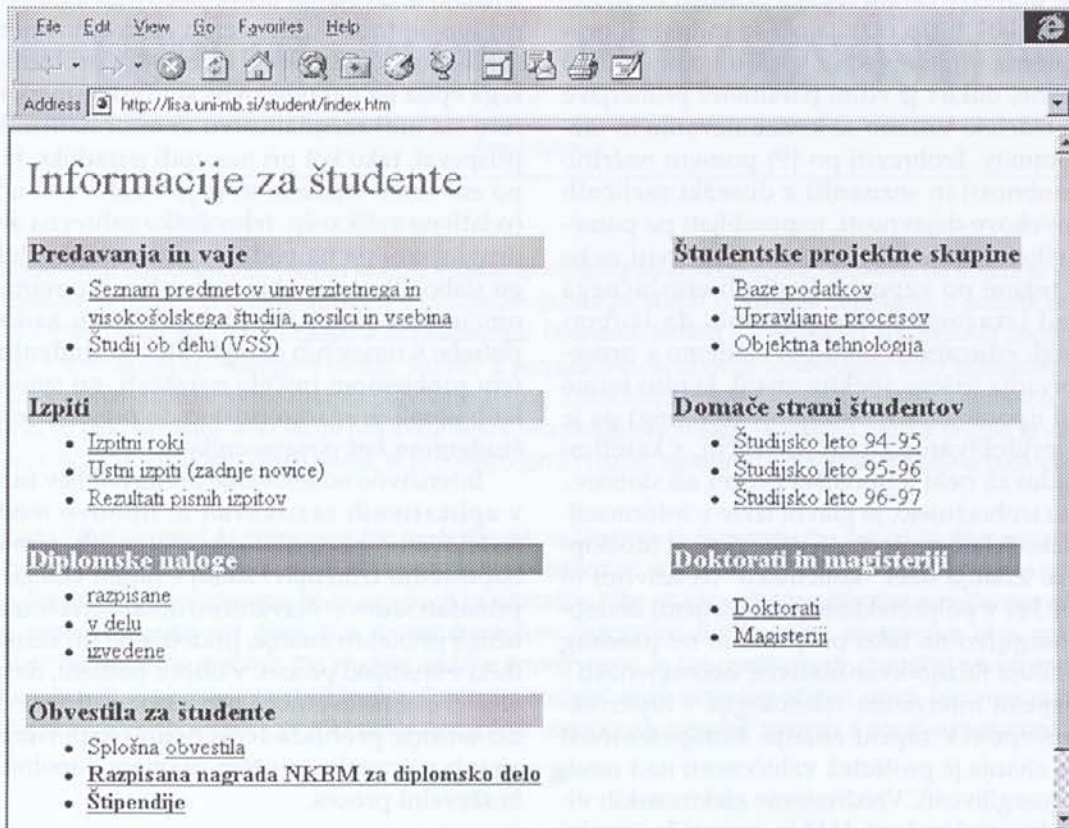 File Edit View Go Favorites Help
Address http://lisa.uni-mb.si/student/index.htm
Informacije za študente
Predavanja in vaje
Seznam predmetov univerzitetnega in
visokošolskega študija, nosilci in vsebina
Študij ob delu (VSŠ)
Izpiti
Izpitni roki
Ustni izpiti (zadnje novice)
Rezultati pisnih izpitov
Diplomske naloge
razpisane
v delu
izvedene
Obvestila za študente
Splošna obvestila
Razpisana nagrada NKBM za diplomsko delo
Štipendije
Študentske projektne skupine
Baze podatkov
Upravljanje procesov
Objektna tehnologija
Domače strani študentov
Študijsko leto 94-95
Študijsko leto 95-96
Študijsko leto 96-97
Doktorati in magisteriji
Doktorati
Magisteriji